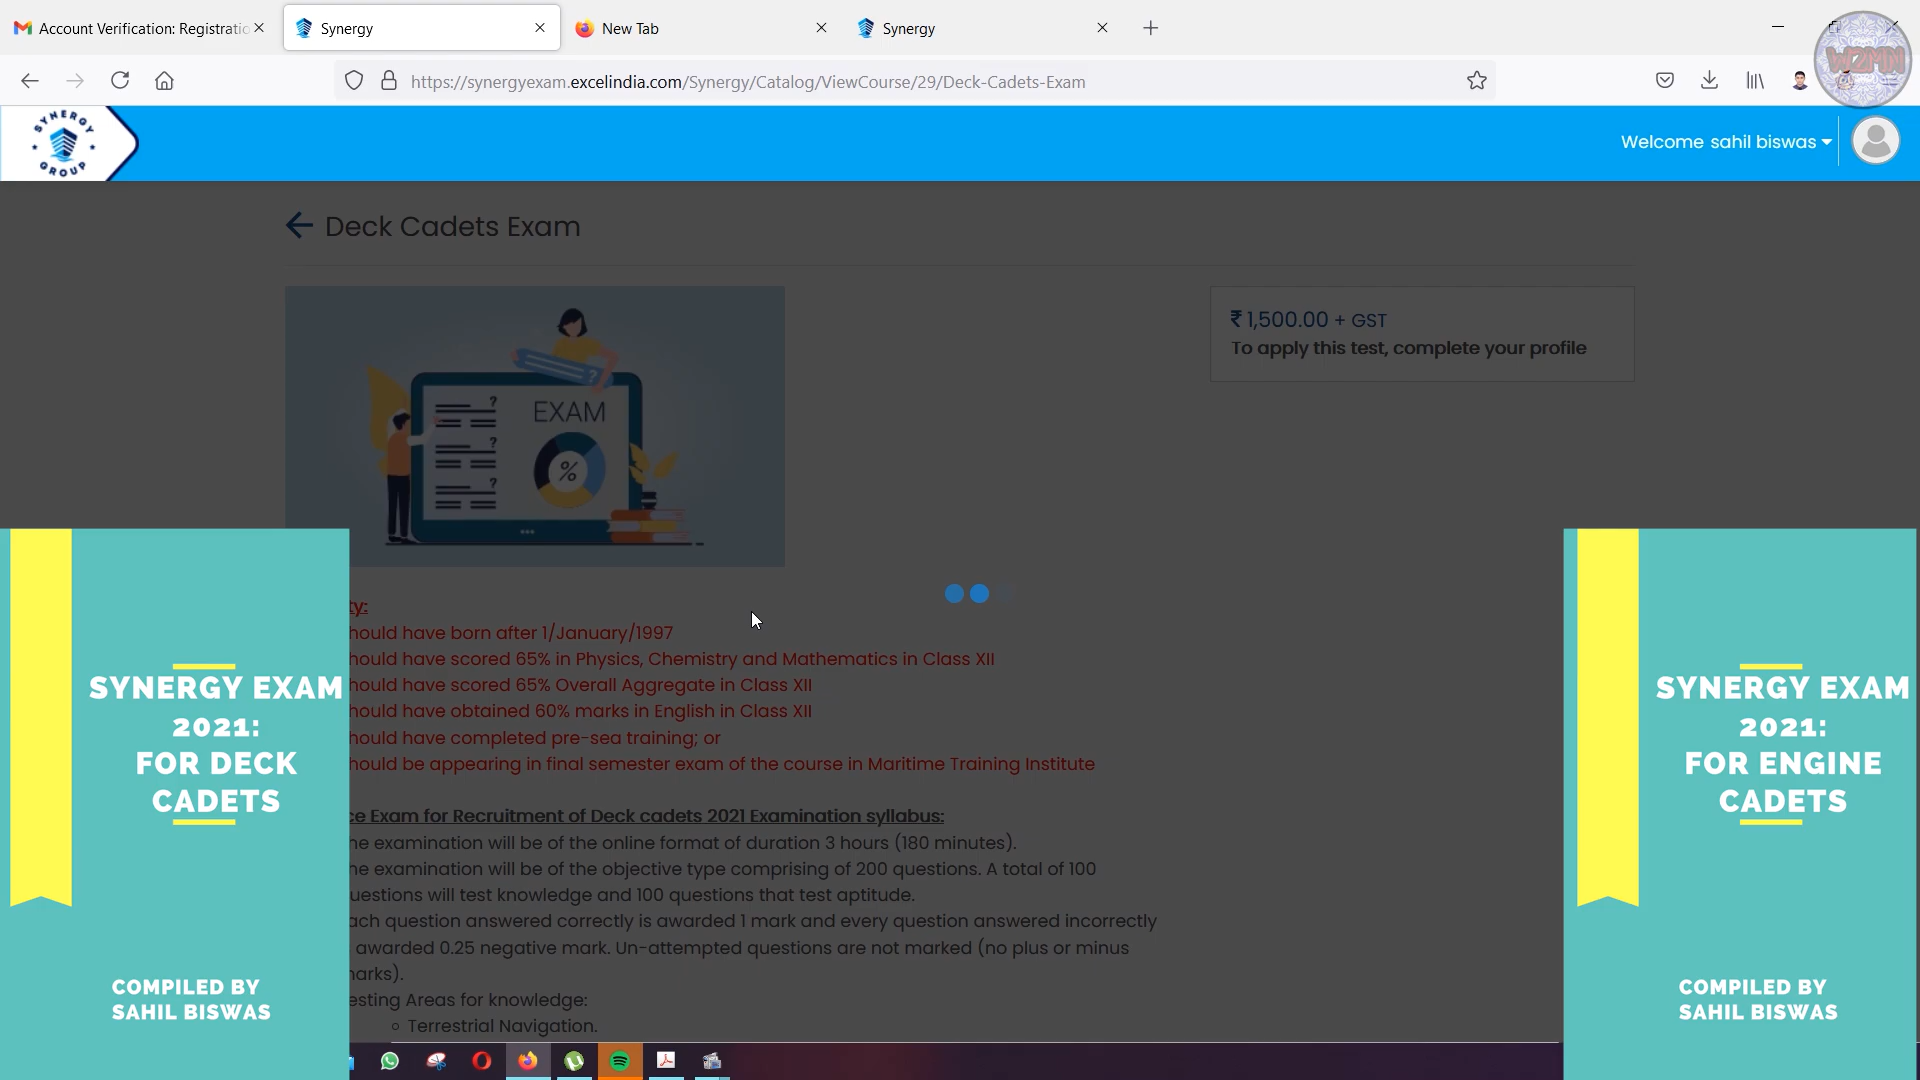 Account Verification: Registratio
Synergy
New Tab
Synergy
W2MN
https://synergyexam.excelindia.com/Synergy/Catalog/ViewCourse/29/Deck-Cadets-Exam
SYNERGY
GROUP
Welcome sahil biswas
Deck Cadets Exam
EXAM
%
₹ 1,500.00 + GST
To apply this test, complete your profile
ty:
hould have born after 1/January/1997
hould have scored 65% in Physics, Chemistry and Mathematics in Class XII
hould have scored 65% Overall Aggregate in Class XII
hould have obtained 60% marks in English in Class XII
hould have completed pre-sea training; or
hould be appearing in final semester exam of the course in Maritime Training Institute
ce Exam for Recruitment of Deck cadets 2021 Examination syllabus:
he examination will be of the online format of duration 3 hours (180 minutes).
he examination will be of the objective type comprising of 200 questions. A total of 100
uestions will test knowledge and 100 questions that test aptitude.
ach question answered correctly is awarded 1 mark and every question answered incorrectly
awarded 0.25 negative mark. Un-attempted questions are not marked (no plus or minus
arks).
esting Areas for knowledge:
Terrestrial Navigation.
SYNERGY EXAM
2021:
FOR DECK
CADETS
COMPILED BY
SAHIL BISWAS
SYNERGY EXAM
2021:
FOR ENGINE
CADETS
COMPILED BY
SAHIL BISWAS